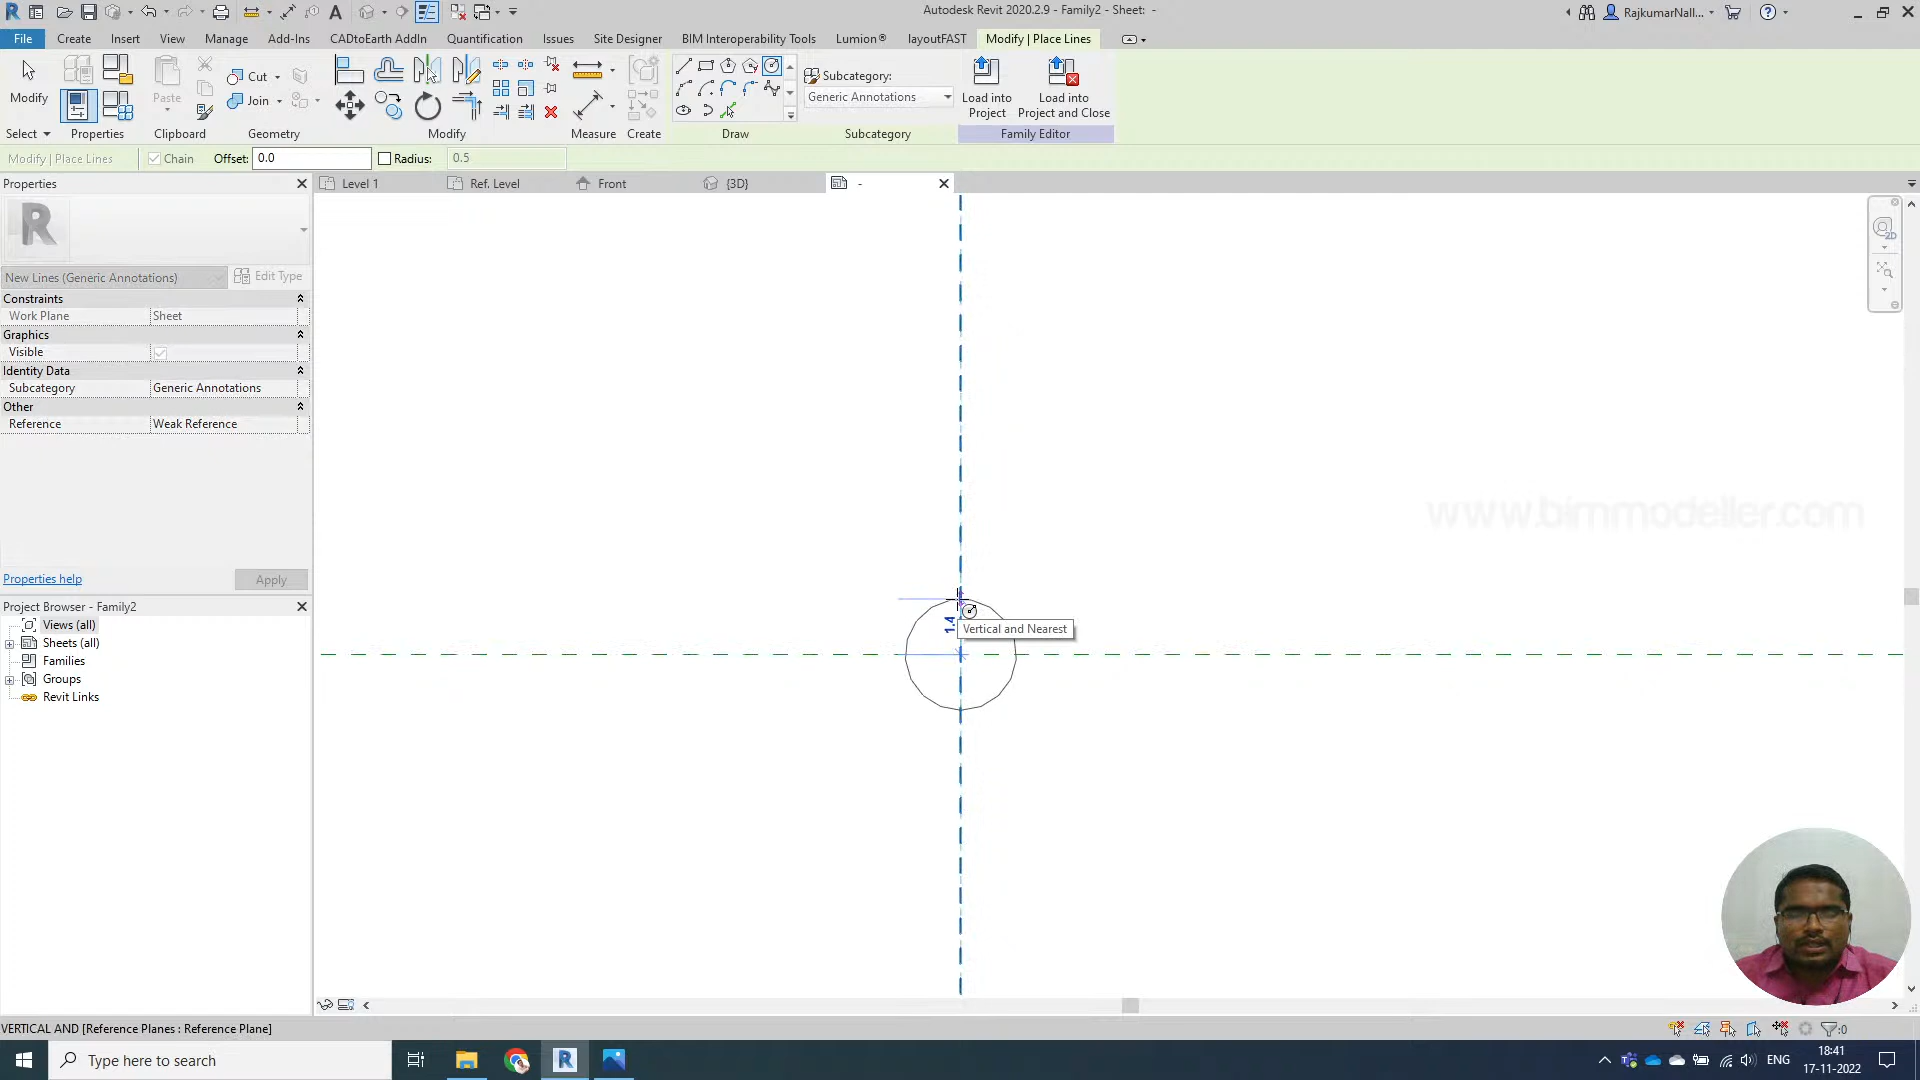 Autodesk Revit 2020.2.9 - Family2 - Sheet: -
RajkumarNall...
File Create Insert View Manage Add-Ins CADtoEarth AddIn Quantification Issues Site Designer BIM Interoperability Tools Lumion® layoutFAST Modify | Place Lines
Modify
Paste
Cut
Join
Subcategory:
Generic Annotations
Load into Project
Load into Project and Close
Select Properties Clipboard Geometry Modify Measure Create Draw Subcategory Family Editor
Modify | Place Lines Chain Offset: 0.0 Radius: 0.5
Properties
Level 1 Ref. Level Front {3D} -
R
New Lines (Generic Annotations) Edit Type
Constraints
Work Plane Sheet
Graphics
Visible
Identity Data
Subcategory Generic Annotations
Other
Reference Weak Reference
www.bimmodeller.com
Properties help Apply
Project Browser - Family2
Views (all)
Sheets (all)
Families
Groups
Revit Links
1.4
Vertical and Nearest
VERTICAL AND [Reference Planes : Reference Plane]
:0
Type here to search
ENG
18:41
17-11-2022